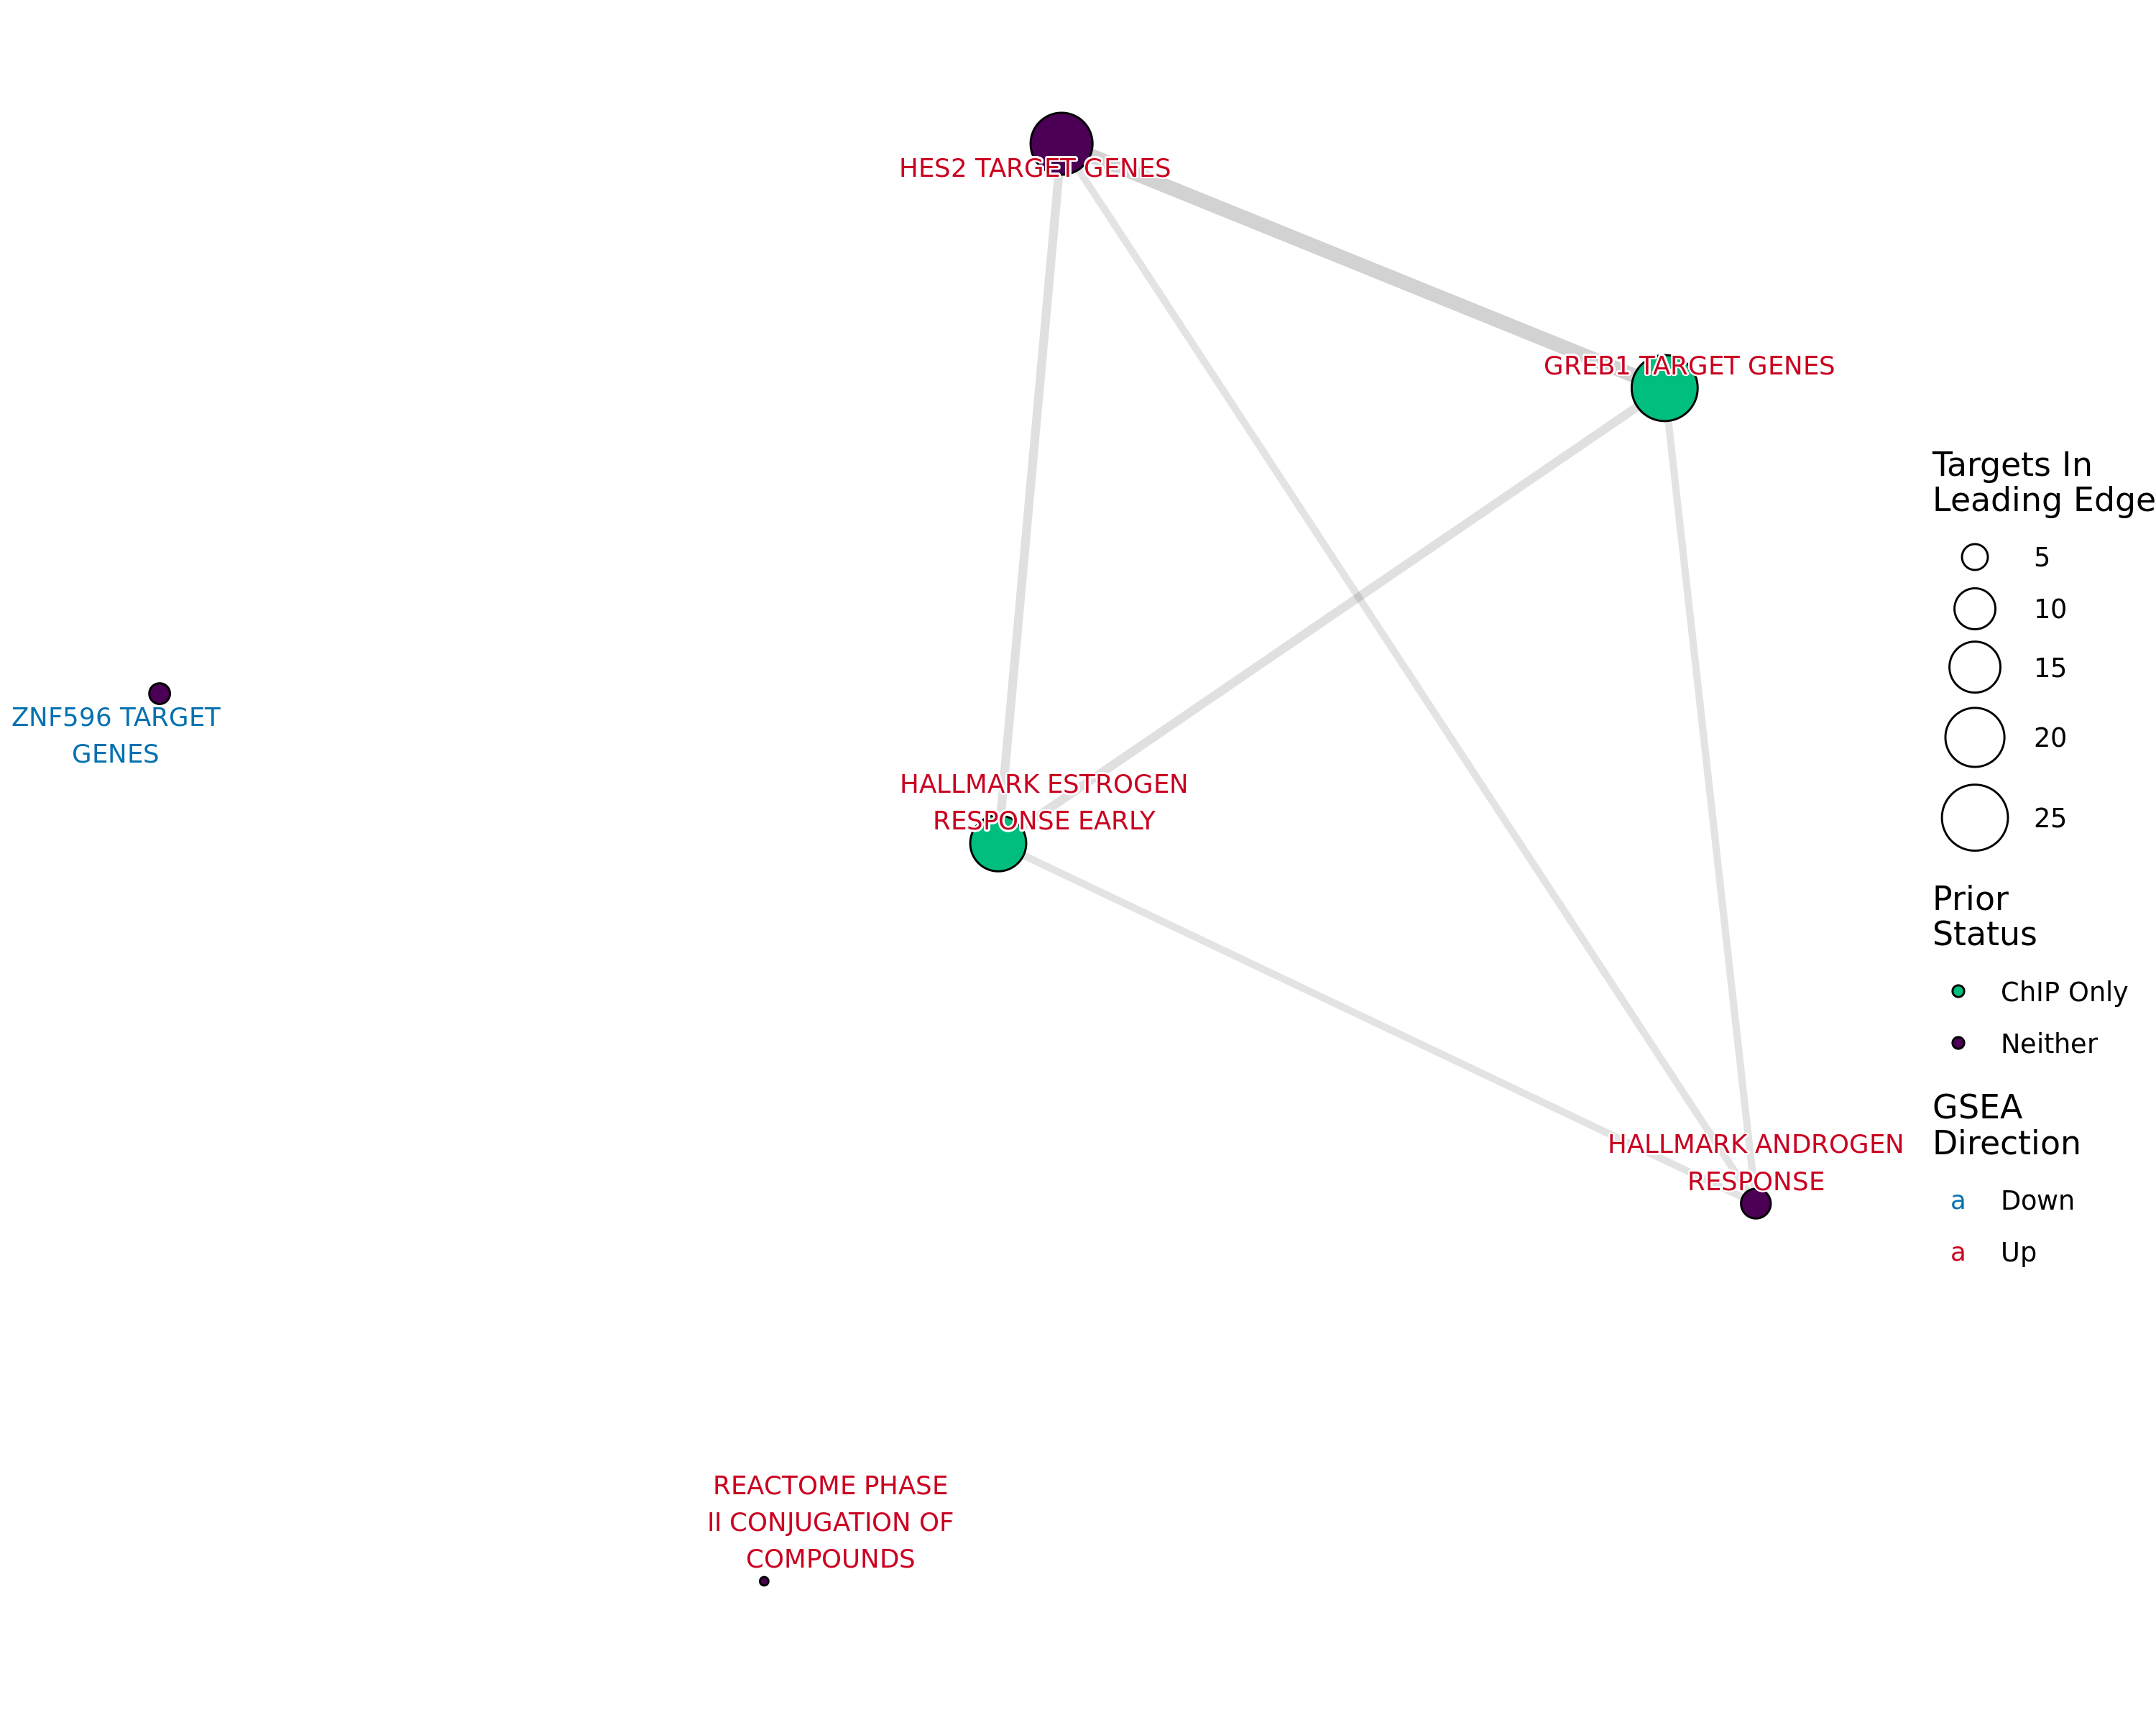 HES2 TARGET GENES
GREB1 TARGET GENES
ZNF596 TARGET
GENES
HALLMARK ESTROGEN
RESPONSE EARLY
HALLMARK ANDROGEN
RESPONSE
REACTOME PHASE
II CONJUGATION OF
COMPOUNDS
Targets In
Leading Edge
5
10
15
20
25
Prior
Status
ChIP Only
Neither
GSEA
Direction
a Down
a Up